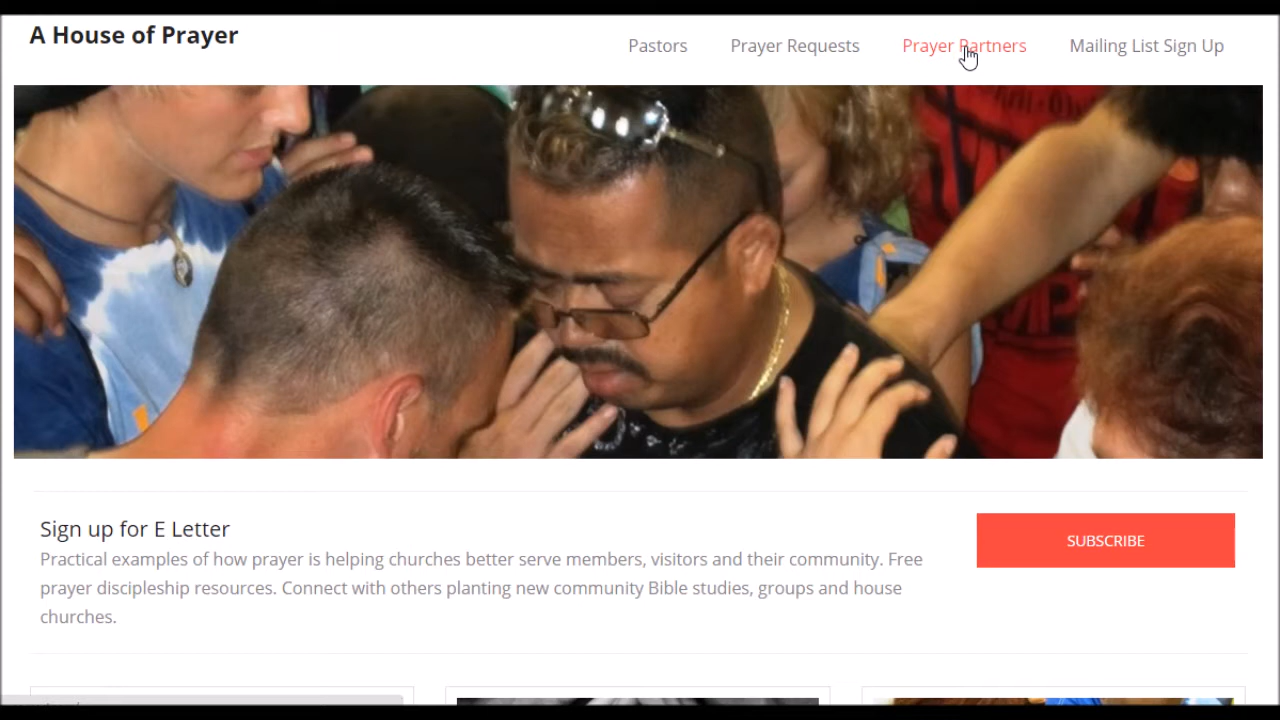 A House of Prayer
Pastors Prayer Requests Prayer Partners Mailing List Sign Up
Sign up for E Letter
Practical examples of how prayer is helping churches better serve members, visitors and their community. Free
prayer discipleship resources. Connect with others planting new community Bible studies, groups and house
churches.
SUBSCRIBE